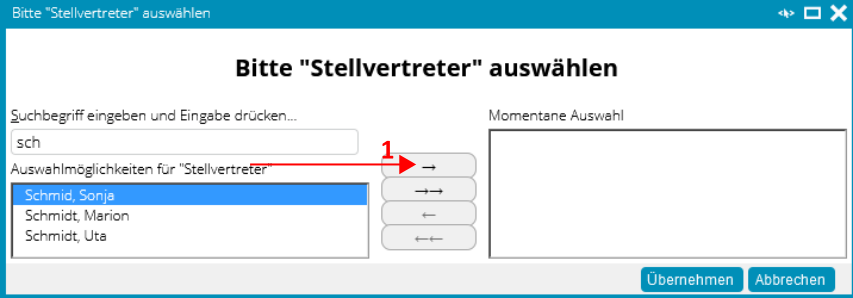 Bitte "Stellvertreter" auswählen
Bitte "Stellvertreter" auswählen
Suchbegriff eingeben und Eingabe drücken...
Momentane Auswahl
sch
1
→
Auswahlmöglichkeiten für "Stellvertreter"
→→
Schmid, Sonja
Schmidt, Marion
←
Schmidt, Uta
←←
Übernehmen
Abbrechen